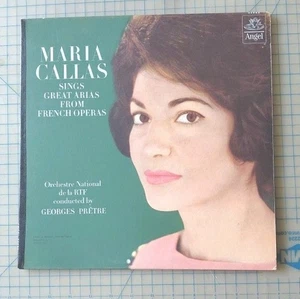 MARIA
CALLAS
SINGS
GREAT ARIAS
FROM
FRENCH OPERAS
Angel
Orchestre National
de la RTF
conducted by
GEORGES PRÊTRE